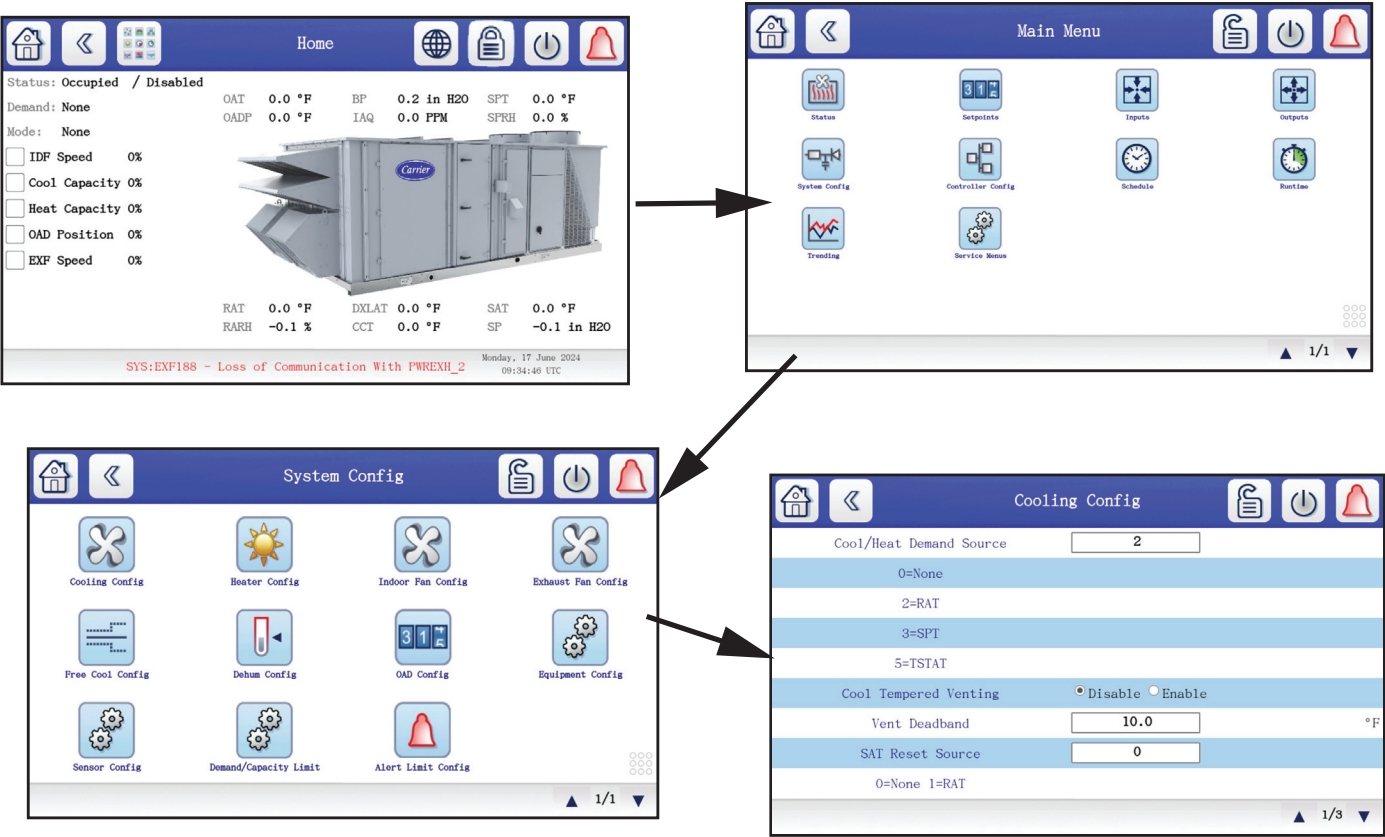 Home
Status: Occupied / Disabled
Demand: None
Mode: None
IDF Speed 0%
Cool Capacity 0%
Heat Capacity 0%
OAD Position 0%
EXF Speed 0%
OAT 0.0 °F BP 0.2 in H2O SPT 0.0 °F
OADP 0.0 °F IAQ 0.0 PPM SPRH 0.0 %
Carrier
RAT 0.0 °F DXLAT 0.0 °F SAT 0.0 °F
RARH -0.1 % CCT 0.0 °F SP -0.1 in H2O
SYS:EXF188 - Loss of Communication With PWREXH_2
Monday, 17 June 2024
09:34:46 UTC
Main Menu
Status Setpoints Inputs Outputs
System Config Controller Config Schedule Runtime
Trending Service Menus
1/1
System Config
Cooling Config Heater Config Indoor Fan Config Exhaust Fan Config
Free Cool Config Dehum Config OAD Config Equipment Config
Sensor Config Demand/Capacity Limit Alert Limit Config
1/1
Cooling Config
Cool/Heat Demand Source 2
0=None
2=RAT
3=SPT
5=TSTAT
Cool Tempered Venting Disable Enable
Vent Deadband 10.0 °F
SAT Reset Source 0
0=None 1=RAT
1/3